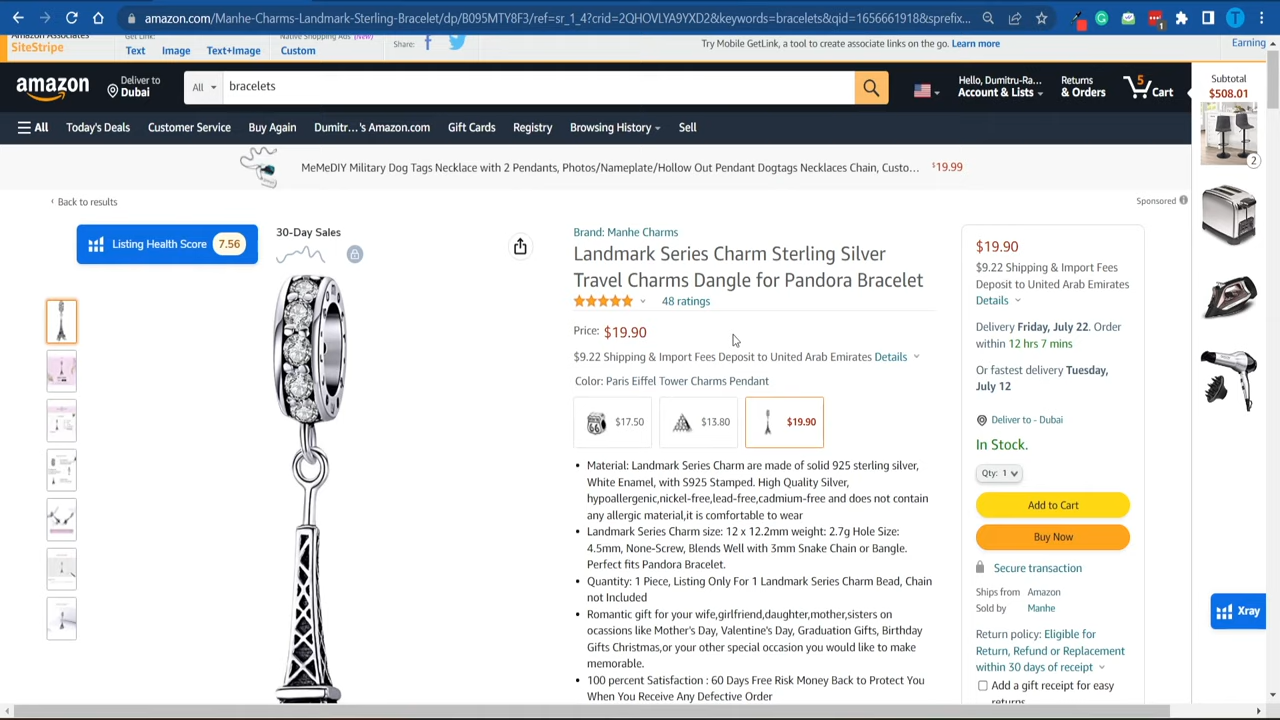 amazon.com/Manhe-Charms-Landmark-Sterling-Bracelet/dp/B095MTY8F3/ref=sr_1_4?crid=2QHOVLYA9YXD2&keywords=bracelets&qid=1656661918&sprefix...
T
Amazon Associates
SiteStripe
Get Link:
Text
Image
Text+Image
Native Shopping Ads (New)
Custom
Share:
Try Mobile GetLink, a tool to create associate links on the go. Learn more
Earning
amazon
Deliver to
Dubai
All
bracelets
Hello, Dumitru-Ra...
Account & Lists
Returns
& Orders
5
Cart
Subtotal
$508.01
All
Today's Deals
Customer Service
Buy Again
Dumitr...'s Amazon.com
Gift Cards
Registry
Browsing History
Sell
MeMeDIY Military Dog Tags Necklace with 2 Pendants, Photos/Nameplate/Hollow Out Pendant Dogtags Necklaces Chain, Custo...
$19.99
2
‹ Back to results
Sponsored
Listing Health Score 7.56
30-Day Sales
Brand: Manhe Charms
Landmark Series Charm Sterling Silver
Travel Charms Dangle for Pandora Bracelet
48 ratings
Price: $19.90
$9.22 Shipping & Import Fees Deposit to United Arab Emirates Details
Color: Paris Eiffel Tower Charms Pendant
$17.50
$13.80
$19.90
• Material: Landmark Series Charm are made of solid 925 sterling silver,
White Enamel, with S925 Stamped. High Quality Silver,
hypoallergenic,nickel-free,lead-free,cadmium-free and does not contain
any allergic material,it is comfortable to wear
• Landmark Series Charm size: 12 x 12.2mm weight: 2.7g Hole Size:
4.5mm, None-Screw, Blends Well with 3mm Snake Chain or Bangle.
Perfect fits Pandora Bracelet.
• Quantity: 1 Piece, Listing Only For 1 Landmark Series Charm Bead, Chain
not Included
• Romantic gift for your wife,girlfriend,daughter,mother,sisters on
ocassions like Mother's Day, Valentine's Day, Graduation Gifts, Birthday
Gifts Christmas,or your other special occasion you would like to make
memorable.
• 100 percent Satisfaction : 60 Days Free Risk Money Back to Protect You
When You Receive Any Defective Order
$19.90
$9.22 Shipping & Import Fees
Deposit to United Arab Emirates
Details
Delivery Friday, July 22. Order
within 12 hrs 7 mins
Or fastest delivery Tuesday,
July 12
Deliver to - Dubai
In Stock.
Qty: 1
Add to Cart
Buy Now
Secure transaction
Ships from Amazon
Sold by Manhe
Return policy: Eligible for
Return, Refund or Replacement
within 30 days of receipt
Add a gift receipt for easy
returns
Xray